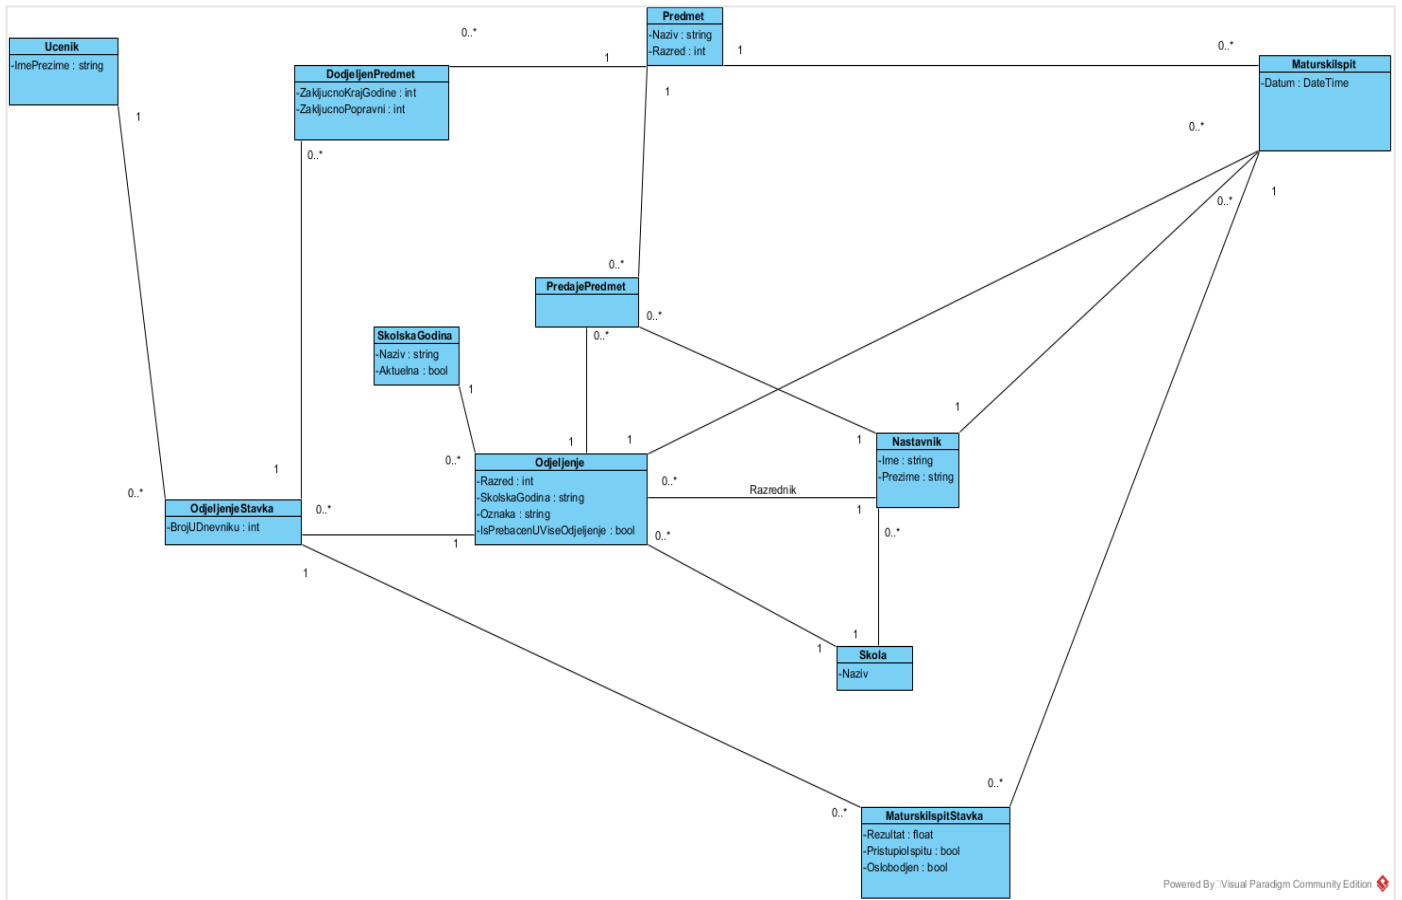 Predmet
-Naziv : string
-Razred : int
0..*
1
1
0..*
Ucenik
-ImePrezime : string
1
DodjeljenPredmet
-ZakljucnoKrajGodine : int
-ZakljucnoPopravni : int
0..*
1
MaturskiIspit
-Datum : DateTime
0..*
0..*
1
0..*
PredajePredmet
0..*
0..*
SkolskaGodina
-Naziv : string
-Aktuelna : bool
1
0..*
1
1
1
1
Nastavnik
-Ime : string
-Prezime : string
Odjeljenje
-Razred : int
-SkolskaGodina : string
-Oznaka : string
-IsPrebacenUViseOdjeljenje : bool
0..*
Razrednik
1
0..*
1
0..*
OdjeljenjeStavka
-BrojUDnevniku : int
0..*
1
1
0..*
1
1
Skola
-Naziv
0..*
0..*
MaturskiIspitStavka
-Rezultat : float
-PristupioIspitu : bool
-Oslobodjen : bool
Powered By Visual Paradigm Community Edition